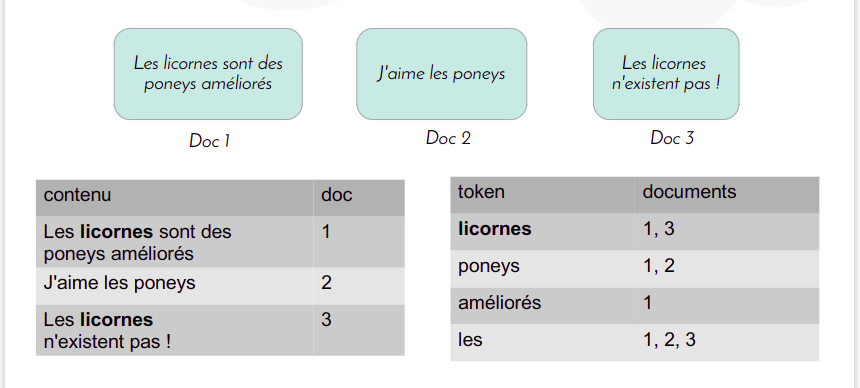 Les licornes sont des
poneys améliorés
J'aime les poneys
Les licornes
n'existent pas !
Doc 1
Doc 2
Doc 3
contenu doc
Les licornes sont des 1
poneys améliorés
J'aime les poneys 2
Les licornes 3
n'existent pas !
token documents
licornes 1, 3
poneys 1, 2
améliorés 1
les 1, 2, 3